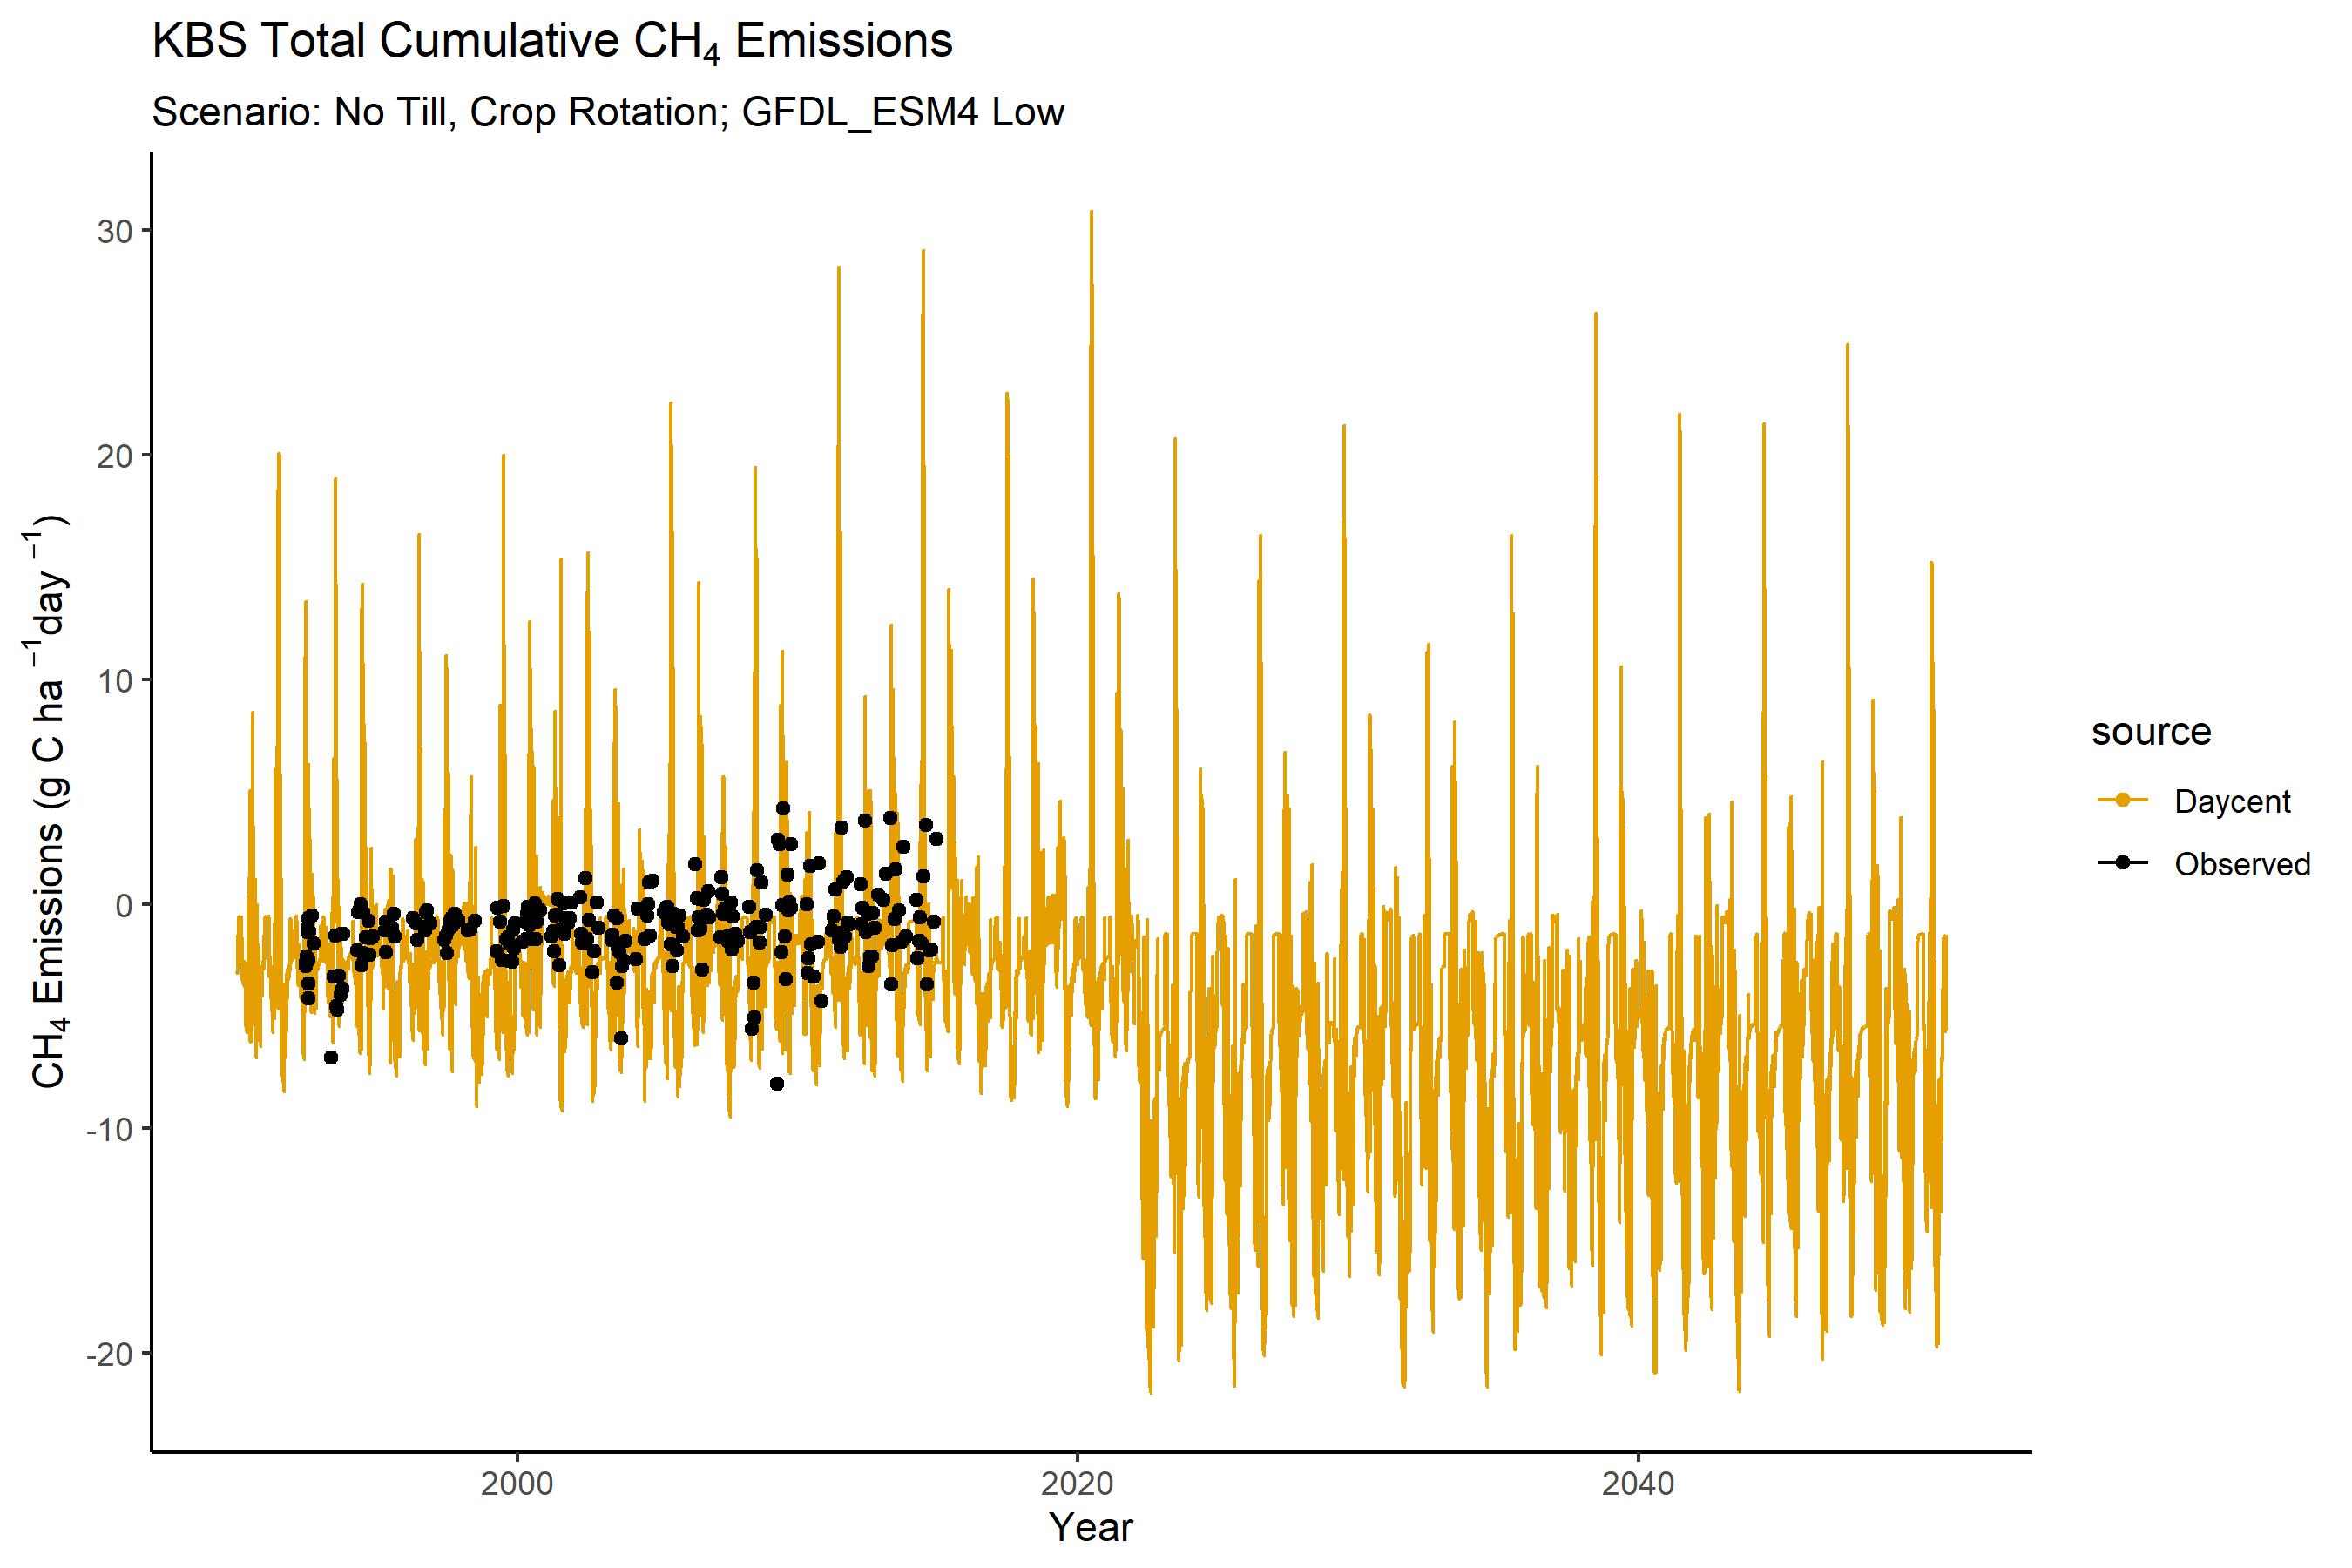 KBS Total Cumulative CH₄ Emissions
Scenario: No Till, Crop Rotation; GFDL_ESM4 Low
CH₄ Emissions (g C ha ⁻¹day ⁻¹)
30
20
10
0
-10
-20
2000
2020
2040
Year
source
Daycent
Observed